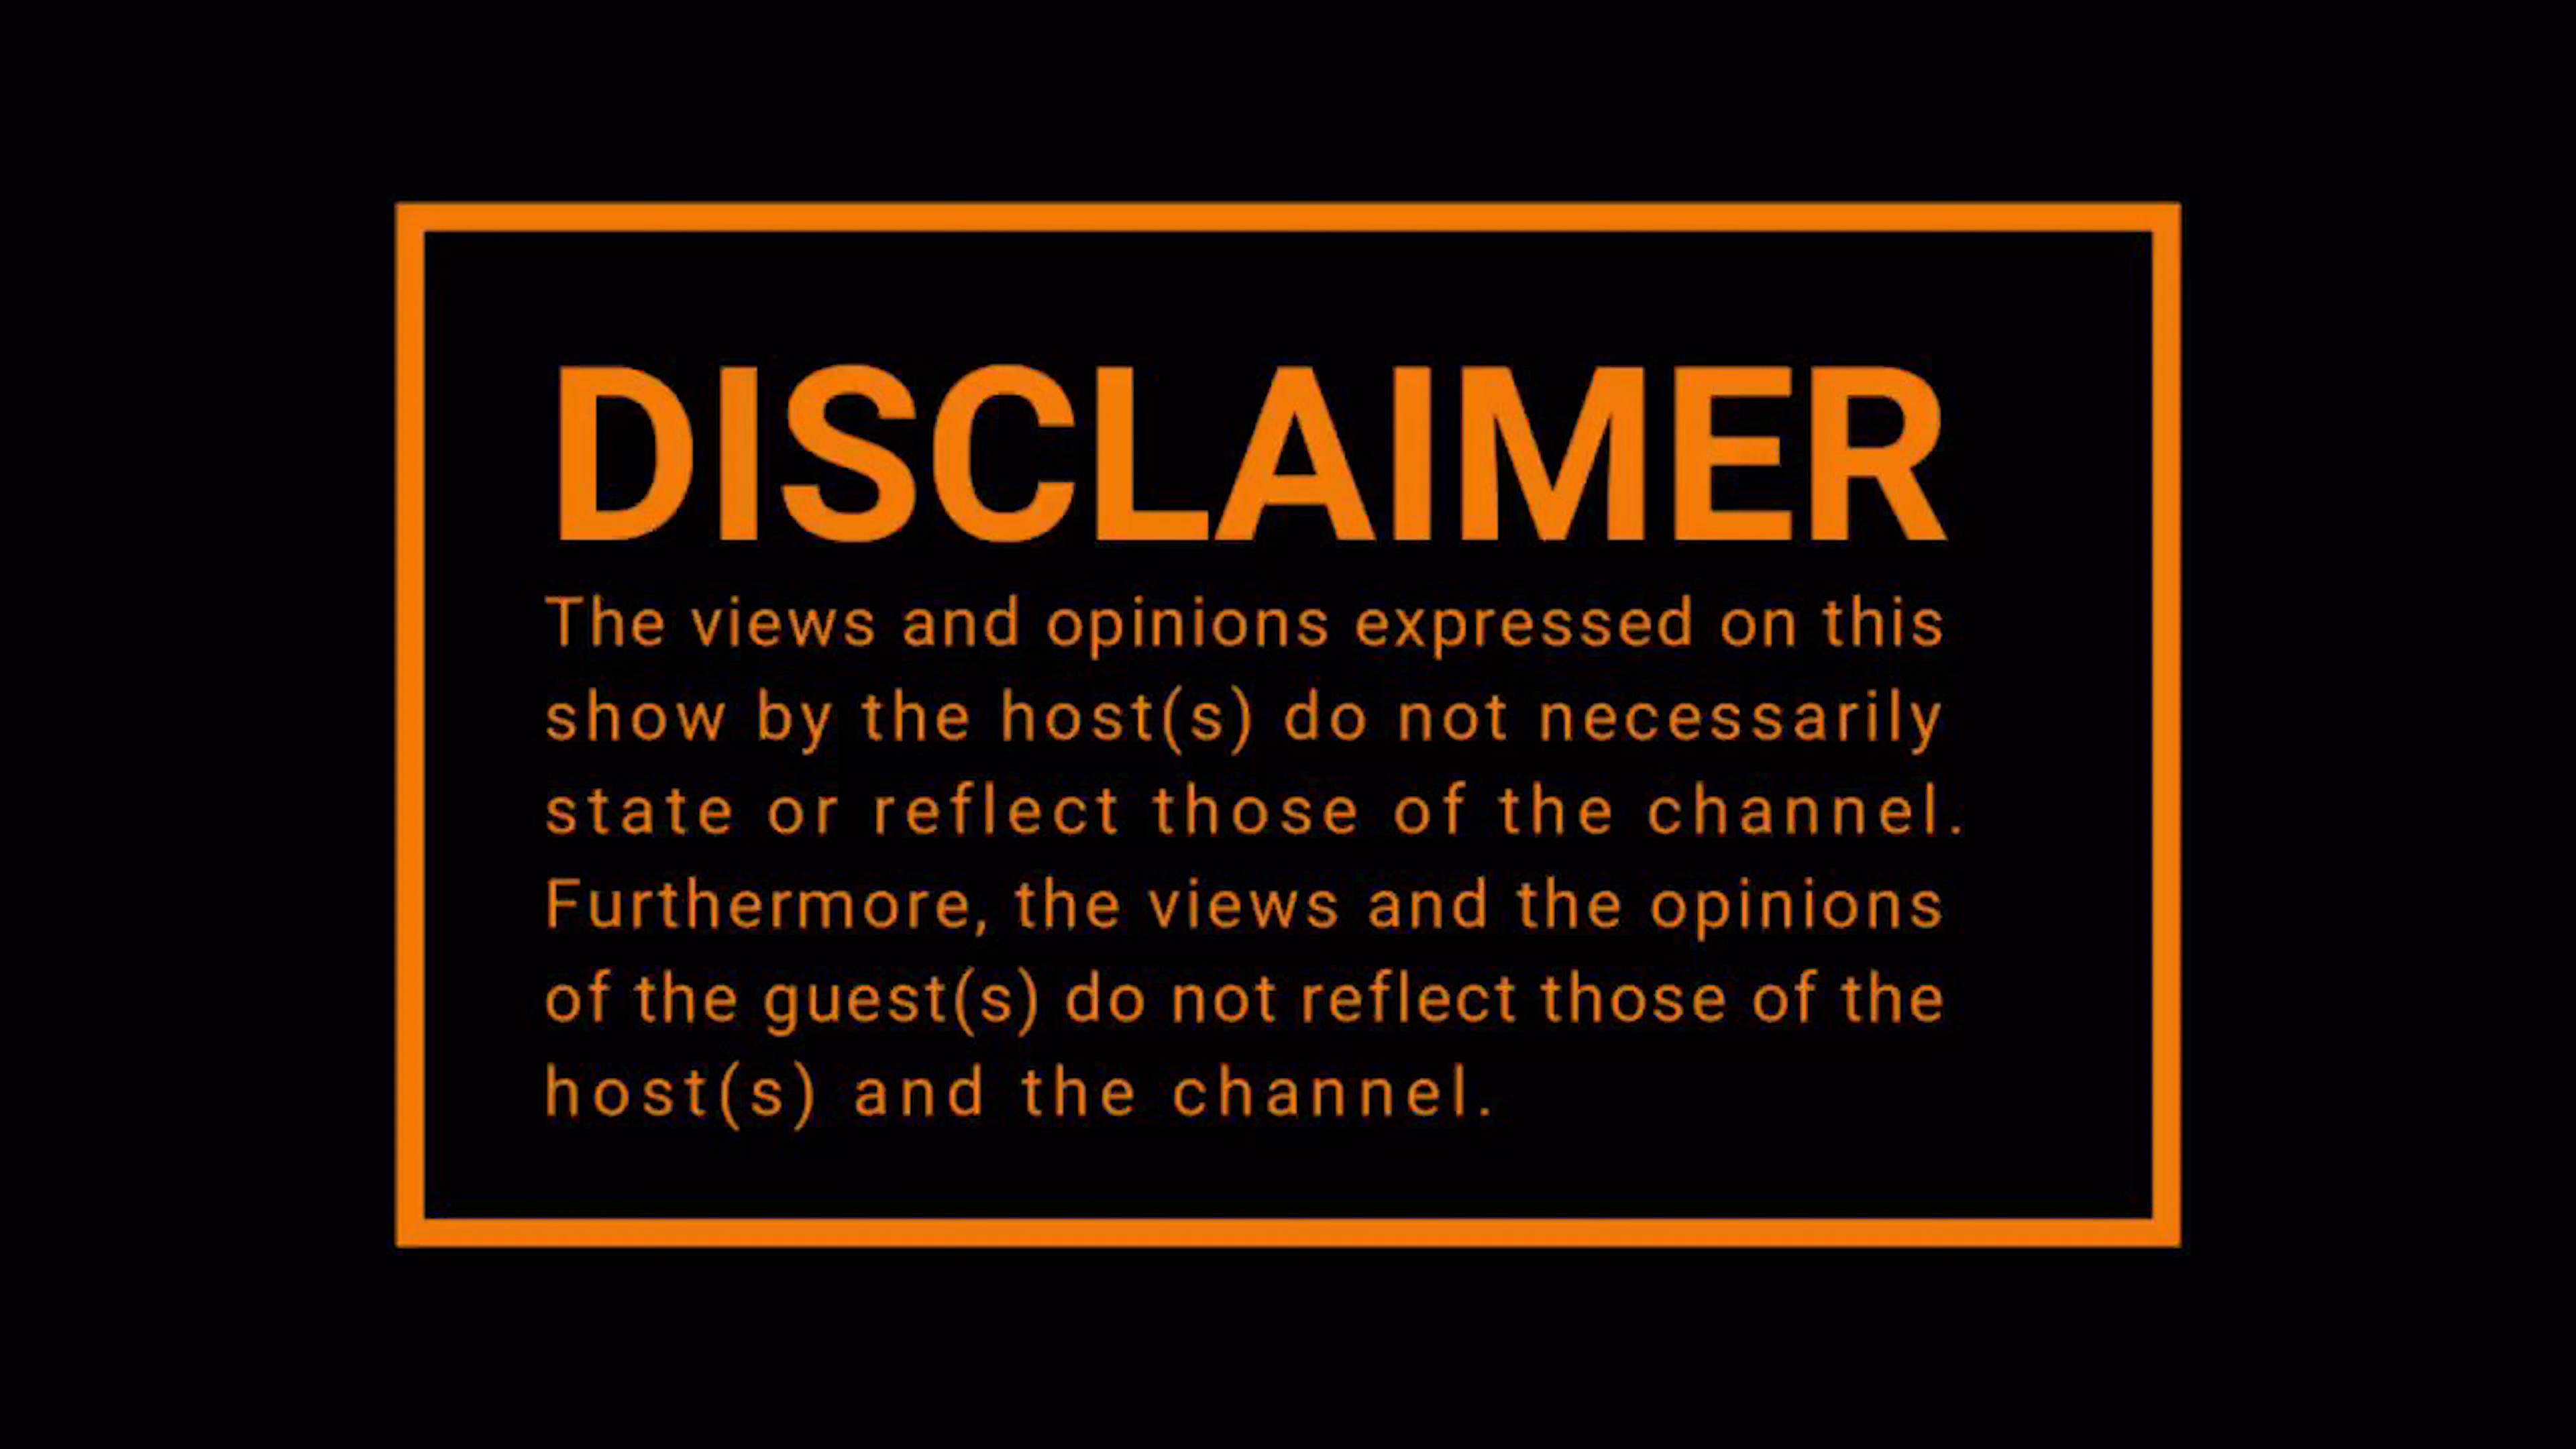 DISCLAIMER
The views and opinions expressed on this
show by the host(s) do not necessarily
state or reflect those of the channel.
Furthermore, the views and the opinions
of the guest(s) do not reflect those of the
host(s) and the channel.